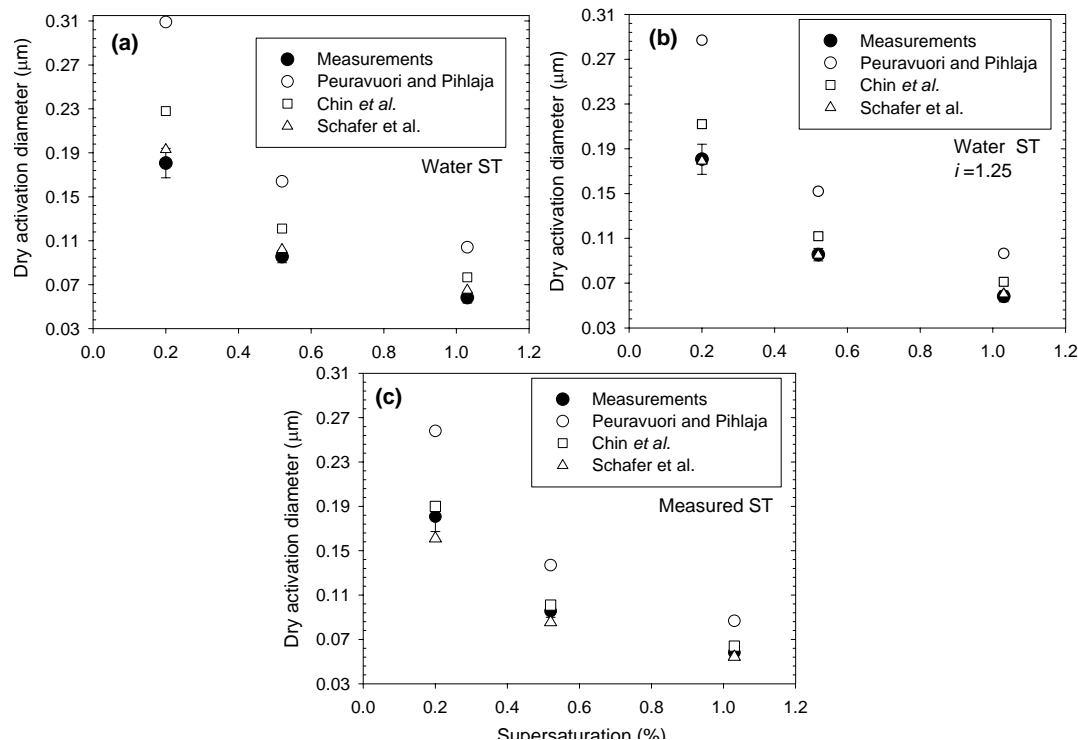 (a)
Measurements
Peuravuori and Pihlaja
Chin et al.
Schafer et al.
Water ST
Dry activation diameter (μm)
0.31
0.27
0.23
0.19
0.15
0.11
0.07
0.03
0.0 0.2 0.4 0.6 0.8 1.0 1.2
(b)
Measurements
Peuravuori and Pihlaja
Chin et al.
Schafer et al.
Water ST
i =1.25
Dry activation diameter (μm)
0.31
0.27
0.23
0.19
0.15
0.11
0.07
0.03
0.0 0.2 0.4 0.6 0.8 1.0 1.2
(c)
Measurements
Peuravuori and Pihlaja
Chin et al.
Schafer et al.
Measured ST
Dry activation diameter (μm)
0.31
0.27
0.23
0.19
0.15
0.11
0.07
0.03
0.0 0.2 0.4 0.6 0.8 1.0 1.2
Supersaturation (%)